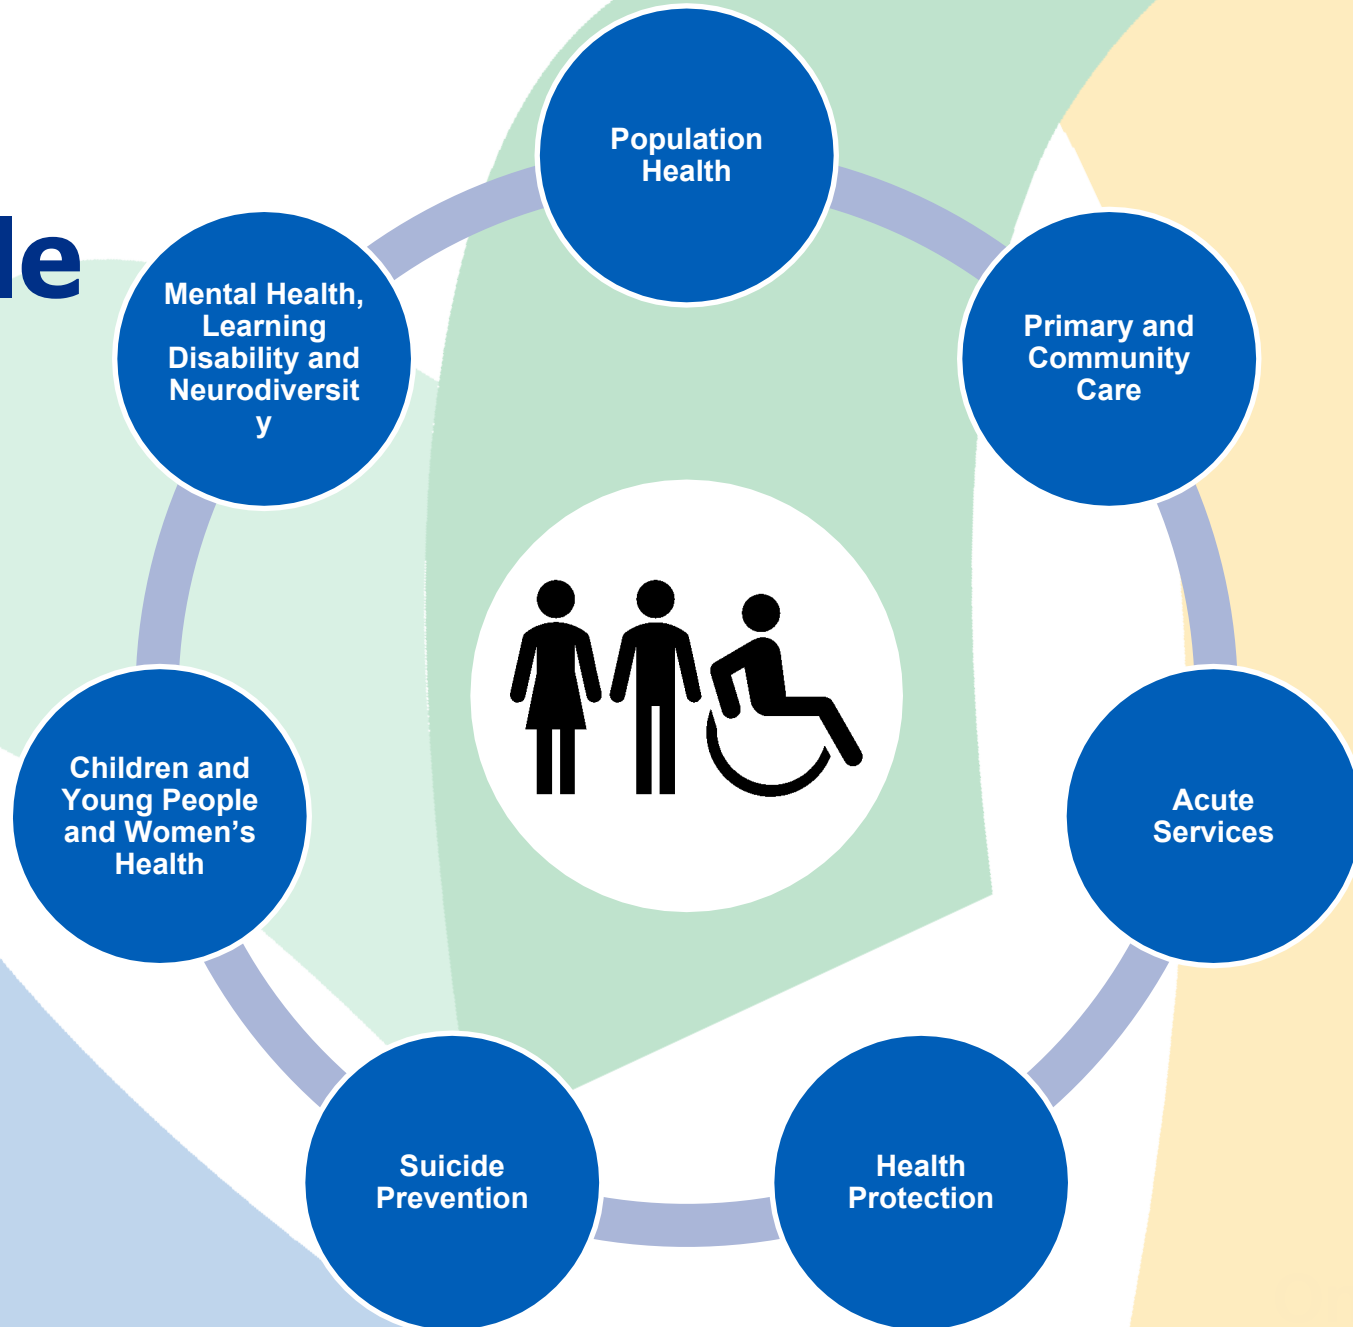 Population
Health
le
Mental Health,
Learning
Disability and
Neurodiversit
y
Primary and
Community
Care
Children and
Young People
and Women’s
Health
Acute
Services
Suicide
Prevention
Health
Protection